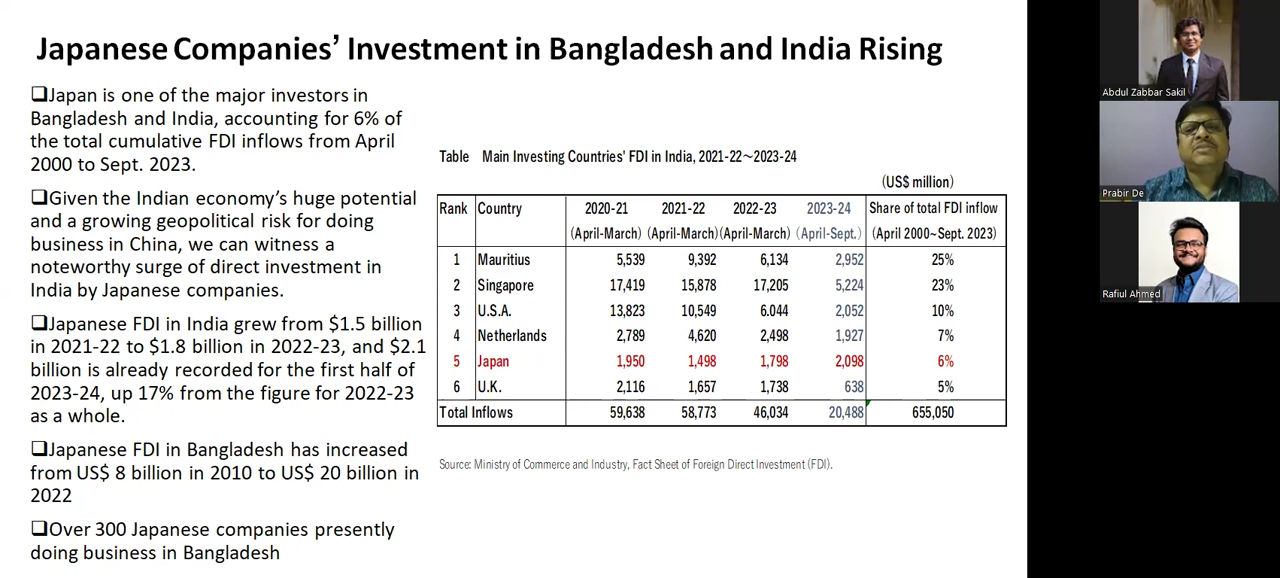 Japanese Companies’ Investment in Bangladesh and India Rising
❑Japan is one of the major investors in
Bangladesh and India, accounting for 6% of
the total cumulative FDI inflows from April
2000 to Sept. 2023.
❑Given the Indian economy’s huge potential
and a growing geopolitical risk for doing
business in China, we can witness a
noteworthy surge of direct investment in
India by Japanese companies.
❑Japanese FDI in India grew from $1.5 billion
in 2021-22 to $1.8 billion in 2022-23, and $2.1
billion is already recorded for the first half of
2023-24, up 17% from the figure for 2022-23
as a whole.
❑Japanese FDI in Bangladesh has increased
from US$ 8 billion in 2010 to US$ 20 billion in
2022
❑Over 300 Japanese companies presently
doing business in Bangladesh
Table Main Investing Countries' FDI in India, 2021-22～2023-24
(US$ million)
Rank Country 2020-21 2021-22 2022-23 2023-24 Share of total FDI inflow
(April-March) (April-March) (April-March) (April-Sept.) (April 2000~Sept. 2023)
1 Mauritius 5,539 9,392 6,134 2,952 25%
2 Singapore 17,419 15,878 17,205 5,224 23%
3 U.S.A. 13,823 10,549 6.044 2,052 10%
4 Netherlands 2,789 4,620 2,498 1,927 7%
5 Japan 1,950 1,498 1,798 2,098 6%
6 U.K. 2,116 1,657 1,738 638 5%
Total Inflows 59,638 58,773 46,034 20,488 655,050
Source: Ministry of Commerce and Industry, Fact Sheet of Foreign Direct Investment (FDI).
Abdul Zabbar Sakil
Prabir De
Rafiul Ahmed